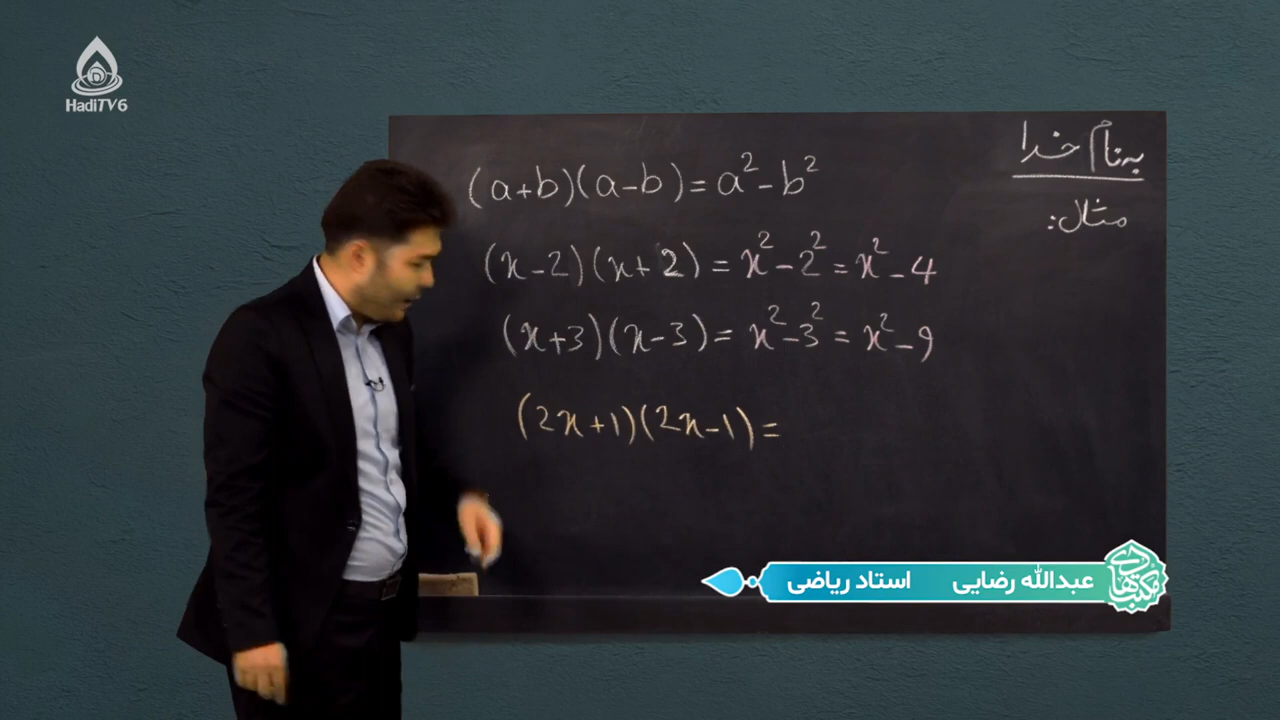 HadiTV6
به نام خدا
مثال:
(a+b)(a-b)=a²-b²
(x-2)(x+2)=x²-2²=x²-4
(x+3)(x-3)=x²-3²=x²-9
(2x+1)(2x-1)=
عبدالله رضایی استاد ریاضی